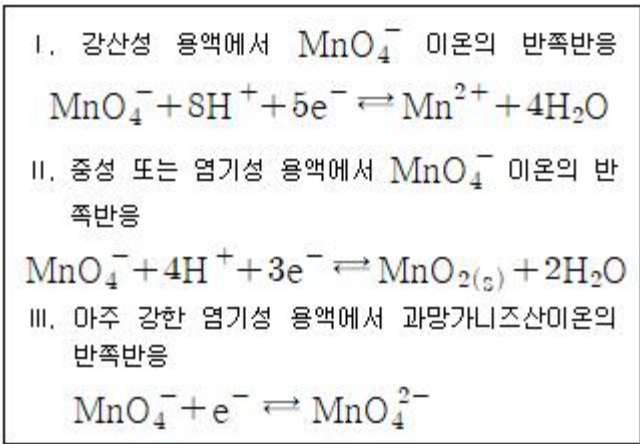 Ⅰ. 강산성 용액에서 MnO₄⁻ 이온의 반쪽반응
MnO₄⁻+8H⁺+5e⁻⇄Mn²⁺+4H₂O
Ⅱ. 중성 또는 염기성 용액에서 MnO₄⁻ 이온의 반
쪽반응
MnO₄⁻+4H⁺+3e⁻⇄MnO₂₍ₛ₎+2H₂O
Ⅲ. 아주 강한 염기성 용액에서 과망가니즈산이온의
반쪽반응
MnO₄⁻+e⁻⇄MnO₄²⁻